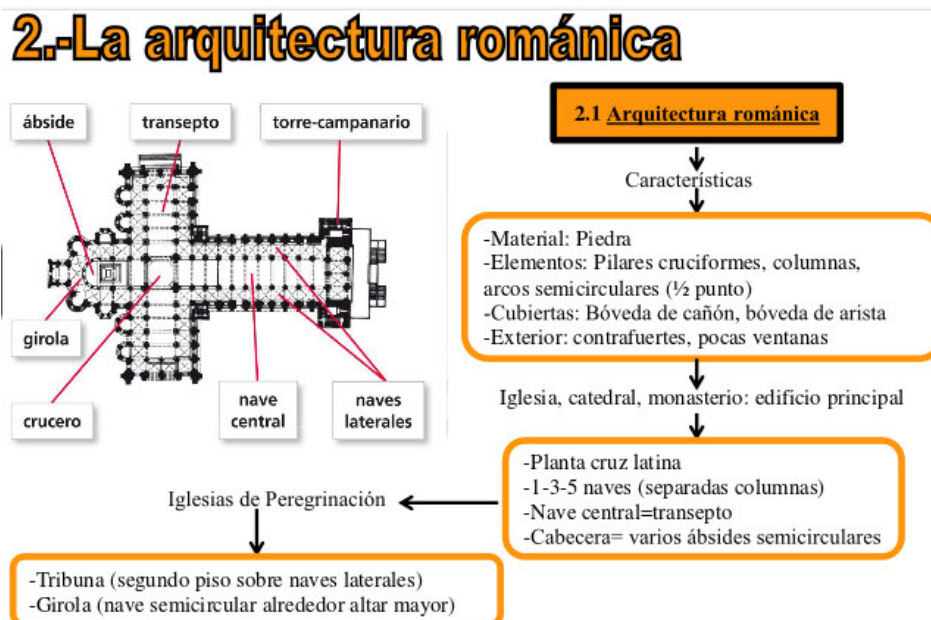 2.-La arquitectura románica
ábside
transepto
torre-campanario
girola
crucero
nave
central
naves
laterales
2.1 Arquitectura románica
Características
-Material: Piedra
-Elementos: Pilares cruciformes, columnas,
arcos semicirculares (½ punto)
-Cubiertas: Bóveda de cañón, bóveda de arista
-Exterior: contrafuertes, pocas ventanas
Iglesia, catedral, monasterio: edificio principal
-Planta cruz latina
-1-3-5 naves (separadas columnas)
-Nave central=transepto
-Cabecera= varios ábsides semicirculares
Iglesias de Peregrinación
-Tribuna (segundo piso sobre naves laterales)
-Girola (nave semicircular alrededor altar mayor)